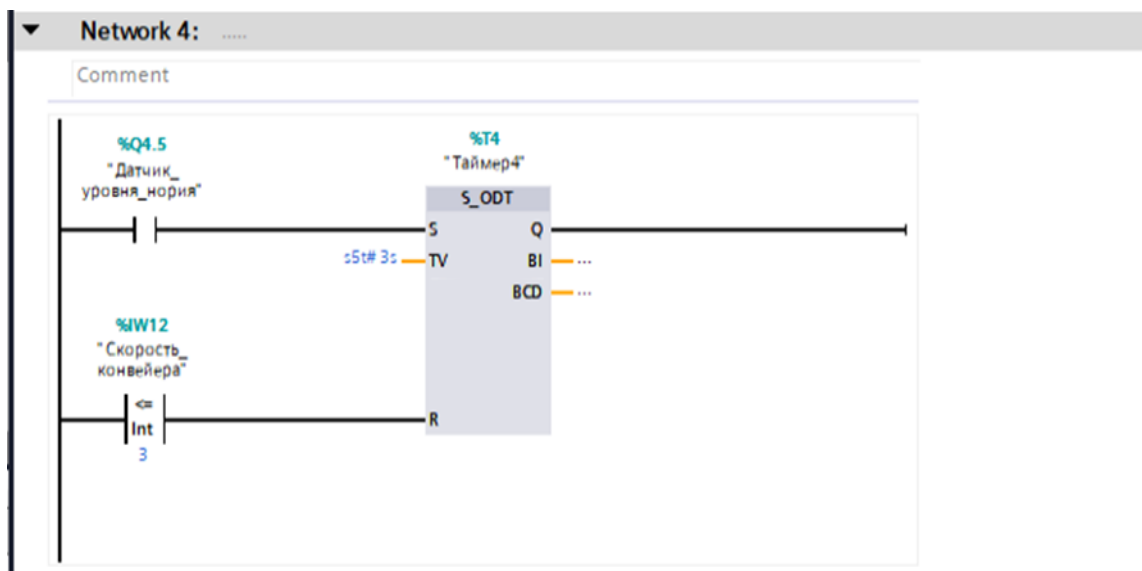 Network 4: .....
Comment
%Q4.5
"Датчик_
уровня_нория"
%T4
"Таймер4"
S_ODT
S Q
s5t# 3s TV BI ...
BCD ...
%IW12
"Скорость_
конвейера"
<=
Int
3
R